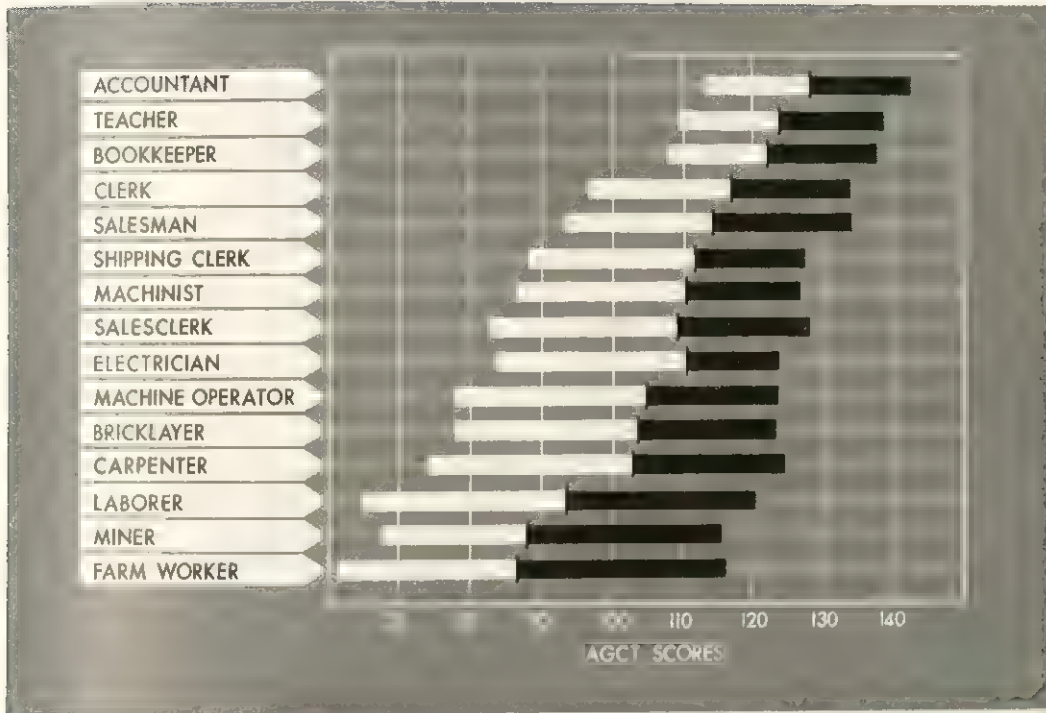 ACCOUNTANT
TEACHER
BOOKKEEPER
CLERK
SALESMAN
SHIPPING CLERK
MACHINIST
SALESCLERK
ELECTRICIAN
MACHINE OPERATOR
BRICKLAYER
CARPENTER
LABORER
MINER
FARM WORKER
90 100 110 120 130 140
AGCT SCORES